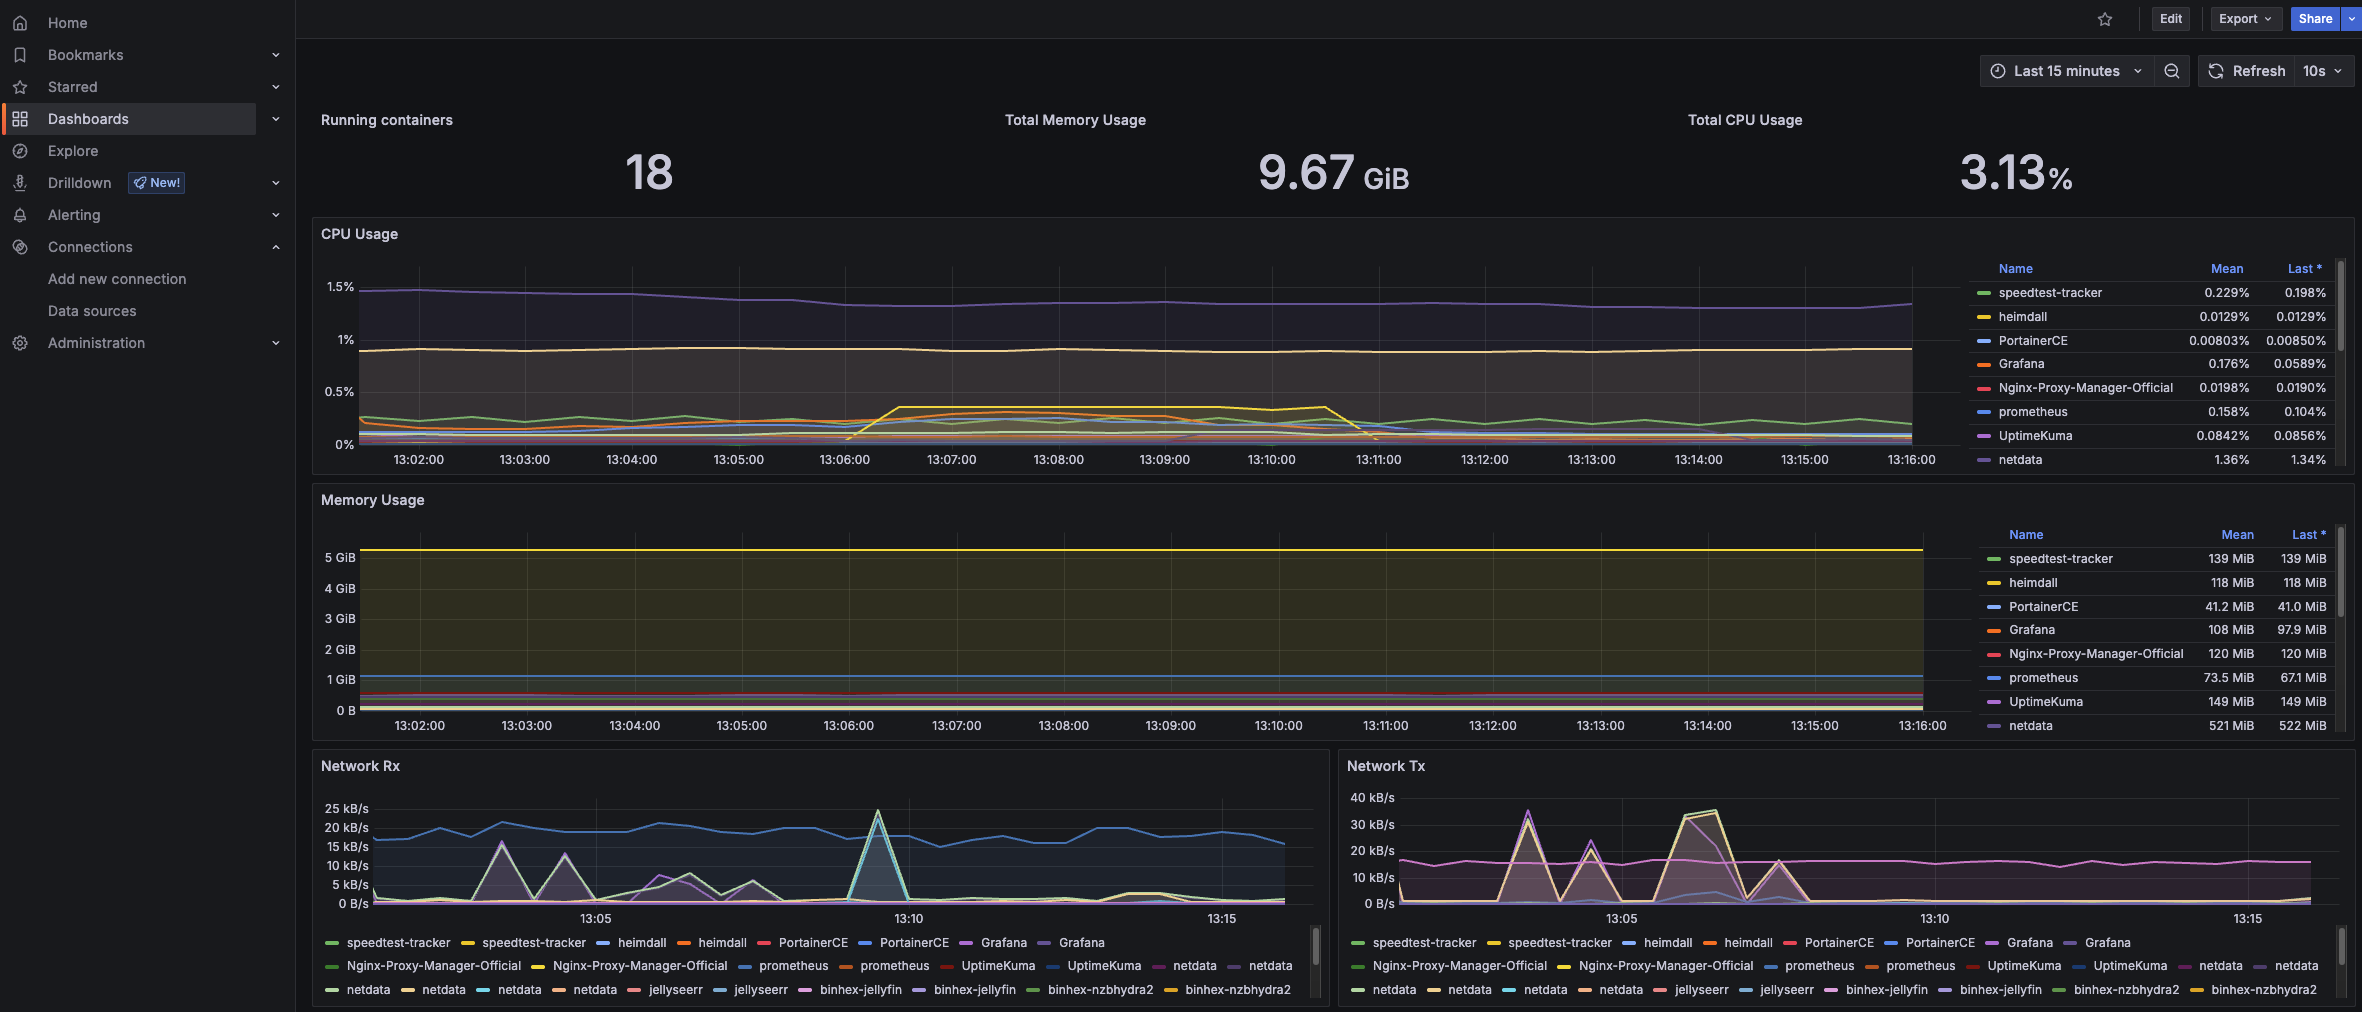 Home
Bookmarks
Starred
Dashboards
Explore
Drilldown New!
Alerting
Connections
Add new connection
Data sources
Administration
Edit Export Share
Last 15 minutes Refresh 10s
Running containers
18
Total Memory Usage
9.67 GiB
Total CPU Usage
3.13%
CPU Usage
1.5%
1%
0.5%
0%
13:02:00 13:03:00 13:04:00 13:05:00 13:06:00 13:07:00 13:08:00 13:09:00 13:10:00 13:11:00 13:12:00 13:13:00 13:14:00 13:15:00 13:16:00
Name Mean Last *
speedtest-tracker 0.229% 0.198%
heimdall 0.0129% 0.0129%
PortainerCE 0.00803% 0.00850%
Grafana 0.176% 0.0589%
Nginx-Proxy-Manager-Official 0.0198% 0.0190%
prometheus 0.158% 0.104%
UptimeKuma 0.0842% 0.0856%
netdata 1.36% 1.34%
Memory Usage
5 GiB
4 GiB
3 GiB
2 GiB
1 GiB
0 B
13:02:00 13:03:00 13:04:00 13:05:00 13:06:00 13:07:00 13:08:00 13:09:00 13:10:00 13:11:00 13:12:00 13:13:00 13:14:00 13:15:00 13:16:00
Name Mean Last *
speedtest-tracker 139 MiB 139 MiB
heimdall 118 MiB 118 MiB
PortainerCE 41.2 MiB 41.0 MiB
Grafana 108 MiB 97.9 MiB
Nginx-Proxy-Manager-Official 120 MiB 120 MiB
prometheus 73.5 MiB 67.1 MiB
UptimeKuma 149 MiB 149 MiB
netdata 521 MiB 522 MiB
Network Rx
25 kB/s
20 kB/s
15 kB/s
10 kB/s
5 kB/s
0 B/s
13:05 13:10 13:15
speedtest-tracker speedtest-tracker heimdall heimdall PortainerCE PortainerCE Grafana Grafana
Nginx-Proxy-Manager-Official Nginx-Proxy-Manager-Official prometheus prometheus UptimeKuma UptimeKuma netdata netdata
netdata netdata netdata netdata jellyseerr jellyseerr binhex-jellyfin binhex-jellyfin binhex-nzbhydra2 binhex-nzbhydra2
Network Tx
40 kB/s
30 kB/s
20 kB/s
10 kB/s
0 B/s
13:05 13:10 13:15
speedtest-tracker speedtest-tracker heimdall heimdall PortainerCE PortainerCE Grafana Grafana
Nginx-Proxy-Manager-Official Nginx-Proxy-Manager-Official prometheus prometheus UptimeKuma UptimeKuma netdata netdata
netdata netdata netdata netdata jellyseerr jellyseerr binhex-jellyfin binhex-jellyfin binhex-nzbhydra2 binhex-nzbhydra2